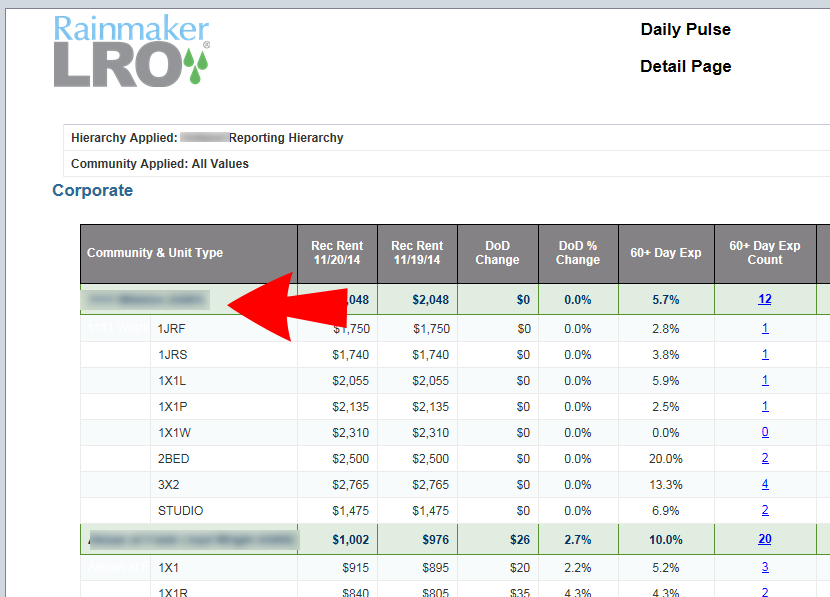 Rainmaker
LRO®
Daily Pulse
Detail Page
Hierarchy Applied: Reporting Hierarchy
Community Applied: All Values
Corporate
Community & Unit Type Rec Rent 11/20/14 Rec Rent 11/19/14 DoD Change DoD % Change 60+ Day Exp 60+ Day Exp Count
,048 $2,048 $0 0.0% 5.7% 12
1JRF $1,750 $1,750 $0 0.0% 2.8% 1
1JRS $1,740 $1,740 $0 0.0% 3.8% 1
1X1L $2,055 $2,055 $0 0.0% 5.9% 1
1X1P $2,135 $2,135 $0 0.0% 2.5% 1
1X1W $2,310 $2,310 $0 0.0% 0.0% 0
2BED $2,500 $2,500 $0 0.0% 20.0% 2
3X2 $2,765 $2,765 $0 0.0% 13.3% 4
STUDIO $1,475 $1,475 $0 0.0% 6.9% 2
$1,002 $976 $26 2.7% 10.0% 20
1X1 $915 $895 $20 2.2% 5.2% 3
1X1R $840 $805 $35 4.3% 4.3% 2